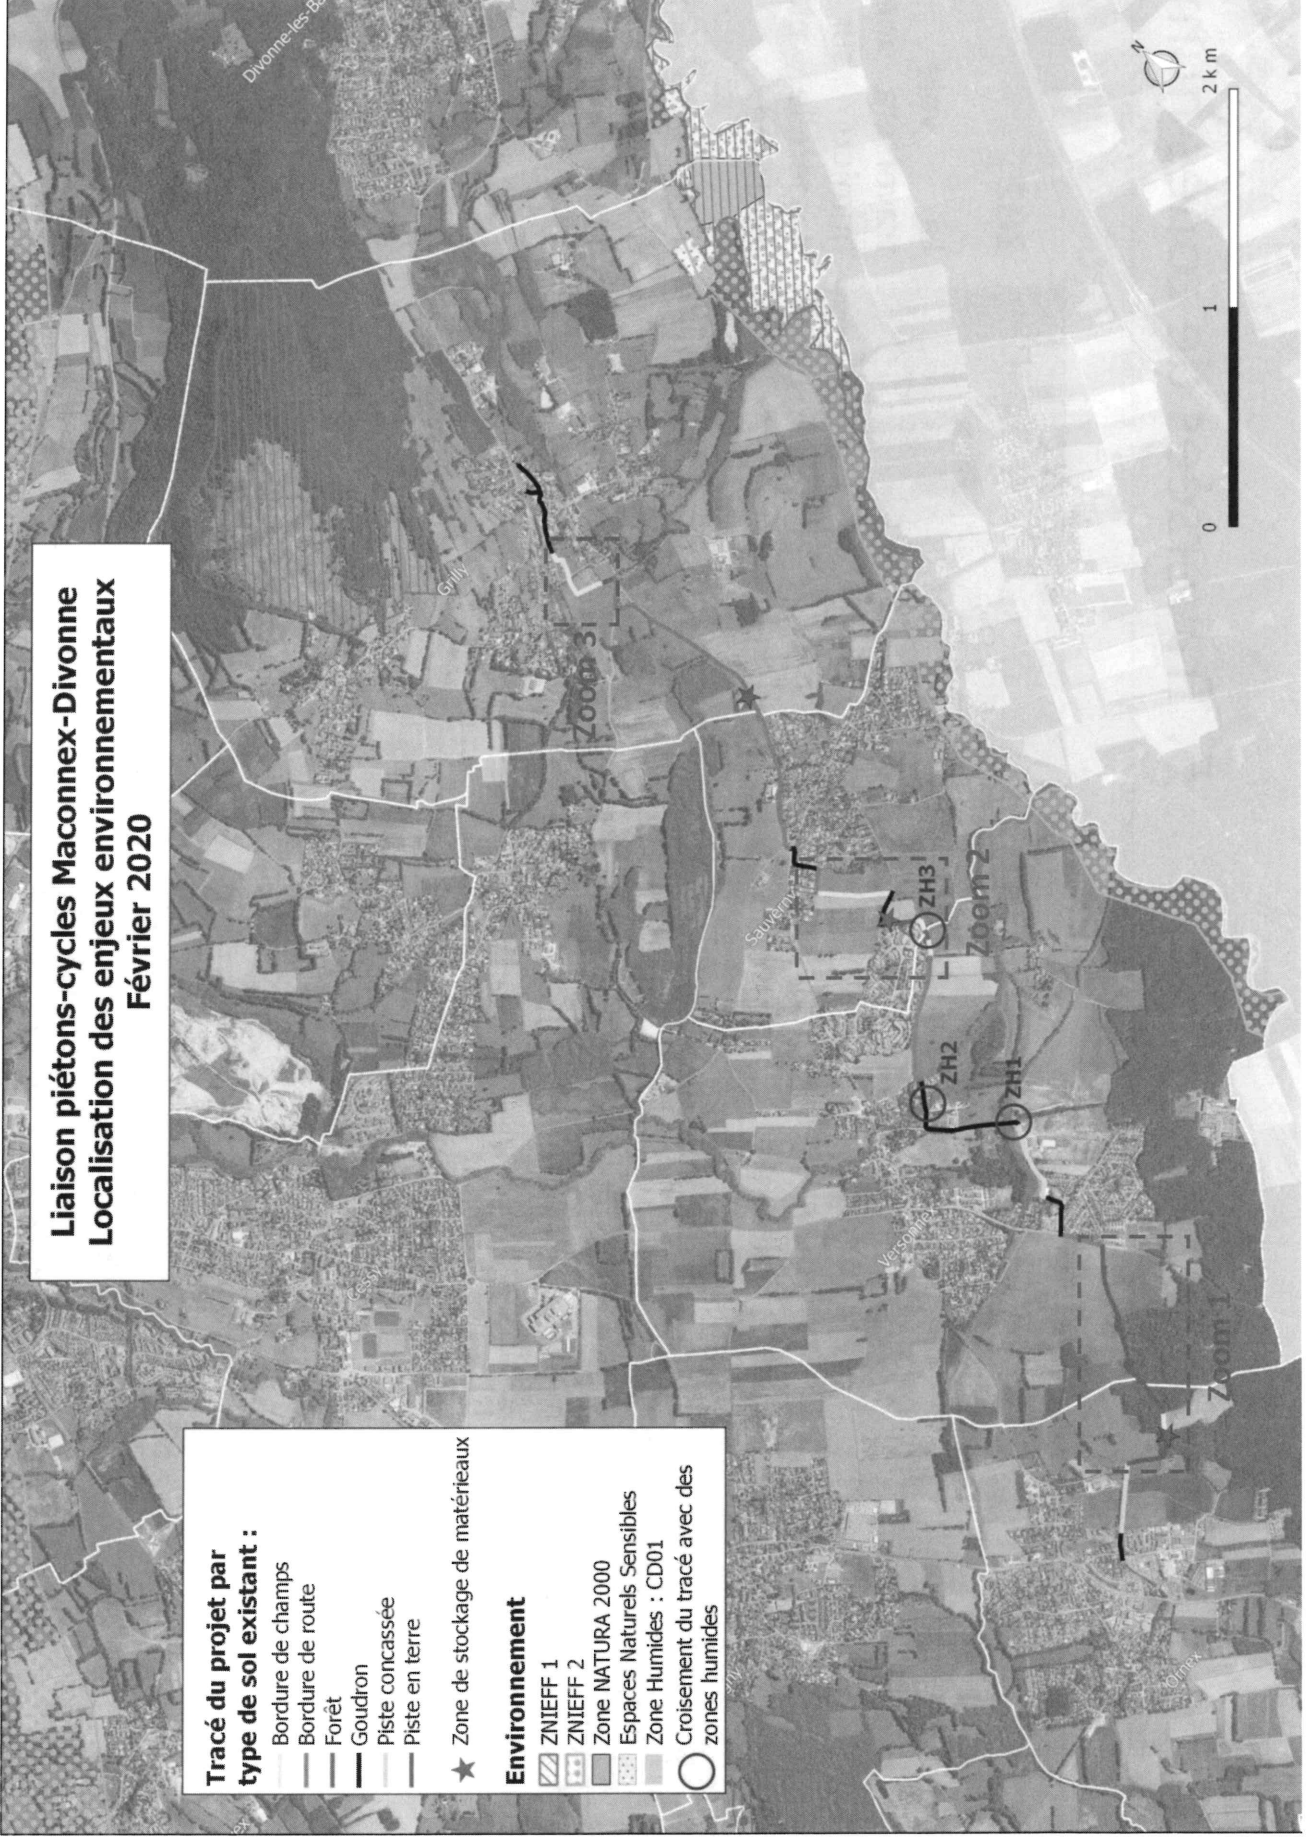 Liaison piétons-cycles Maconnex-Divonne
Localisation des enjeux environnementaux
Février 2020
Tracé du projet par
type de sol existant :
Bordure de champs
Bordure de route
Forêt
Goudron
Piste concassée
Piste en terre
Zone de stockage de matérieaux
Environnement
ZNIEFF 1
ZNIEFF 2
Zone NATURA 2000
Espaces Naturels Sensibles
Zone Humides : CD01
Croisement du tracé avec des
zones humides
Divonne-les-Ba
Grilly
Zoom 3
Cessy
Sauverny
ZH3
Zoom 2
ZH2
ZH1
Versonnex
Zoom 1
Ornex
N
0
1
2 km